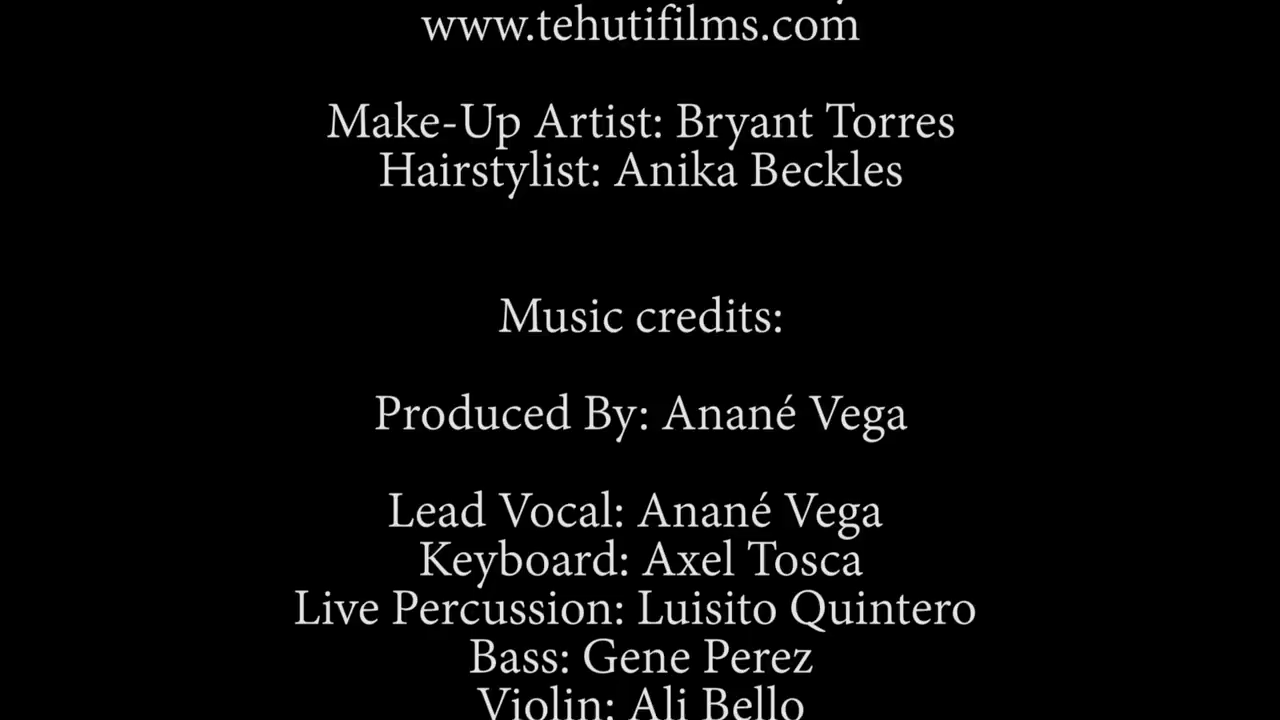 www.tehutifilms.com
Make-Up Artist: Bryant Torres
Hairstylist: Anika Beckles
Music credits:
Produced By: Anané Vega
Lead Vocal: Anané Vega
Keyboard: Axel Tosca
Live Percussion: Luisito Quintero
Bass: Gene Perez
Violin: Ali Bello